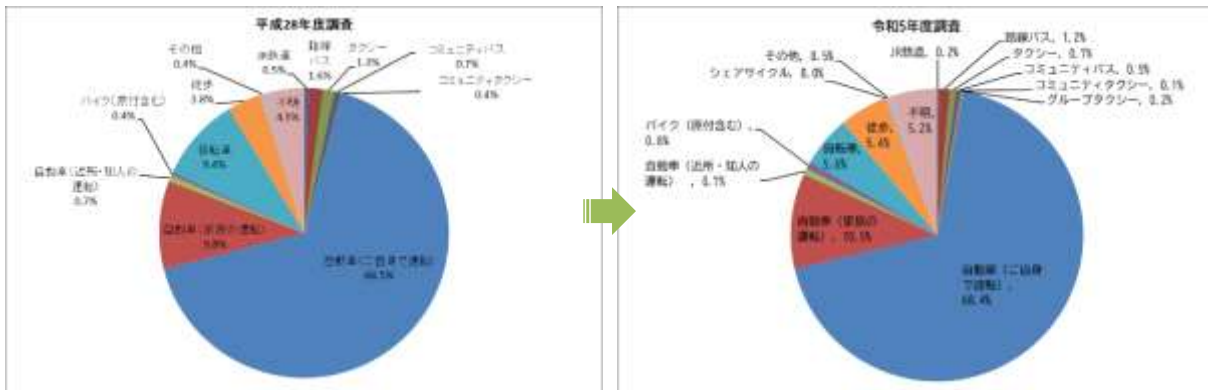 平成28年度調査
その他
0.4%
JR鉄道
0.5%
路線
バス
1.6%
タクシー
コミュニティバス
0.7%
コミュニティタクシー
0.4%
徒歩
3.8%
不明
バイク(原付含む)
0.4%
自転車
自動車(近所・知人の
運転)
0.7%
自動車(家族の運転)
自動車(ご自身で運転)
令和5年度調査
その他, 0.5%
シェアサイクル, 0.0%
JR鉄道, 0.2%
路線バス, 1.2%
タクシー, 0.7%
コミュニティバス, 0.5%
コミュニティタクシー, 0.1%
グループタクシー, 0.2%
不明,
5.2%
徒歩,
5.4%
自転車,
バイク(原付含む),
自動車(近所・知人の
運転) , 0.7%
自動車(家族の
運転), 10.5%
自動車(ご自身
で運転),